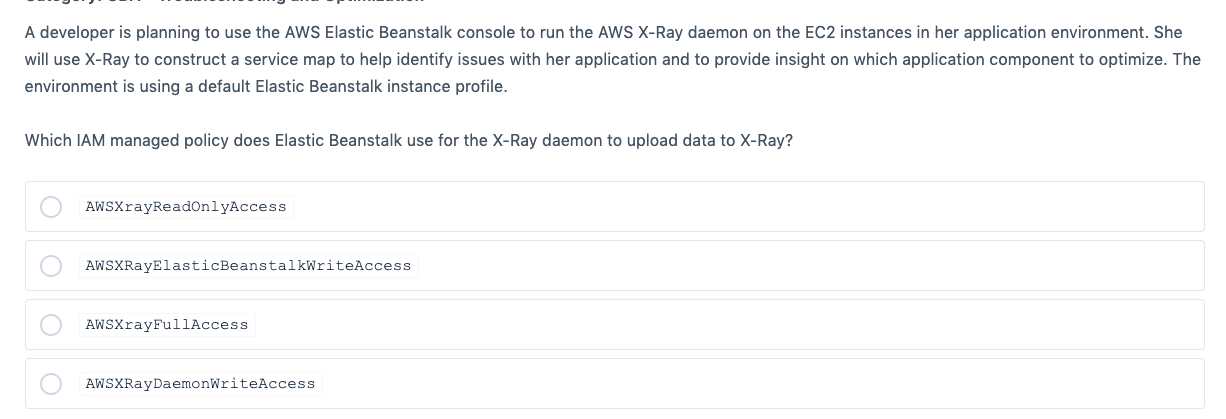 A developer is planning to use the AWS Elastic Beanstalk console to run the AWS X-Ray daemon on the EC2 instances in her application environment. She
will use X-Ray to construct a service map to help identify issues with her application and to provide insight on which application component to optimize. The
environment is using a default Elastic Beanstalk instance profile.
Which IAM managed policy does Elastic Beanstalk use for the X-Ray daemon to upload data to X-Ray?
AWSXrayReadOnlyAccess
AWSXRayElasticBeanstalkWriteAccess
AWSXrayFullAccess
AWSXRayDaemonWriteAccess